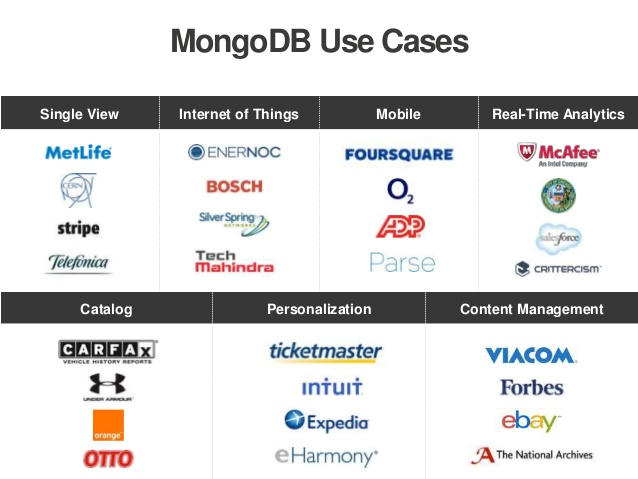 MongoDB Use Cases
Single View
Internet of Things
Mobile
Real-Time Analytics
MetLife
ENERNOC
FOURSQUARE
McAfee
An Intel Company
CERN
BOSCH
O2
stripe
Silver Spring
NETWORKS
ADP
salesforce
Telefónica
Tech
Mahindra
Parse
CRITTERCISM
Catalog
Personalization
Content Management
CARFAX
VEHICLE HISTORY REPORTS
ticketmaster
VIACOM
UNDER ARMOUR
intuit
Forbes
orange
Expedia
ebay
OTTO
eHarmony
A The National Archives